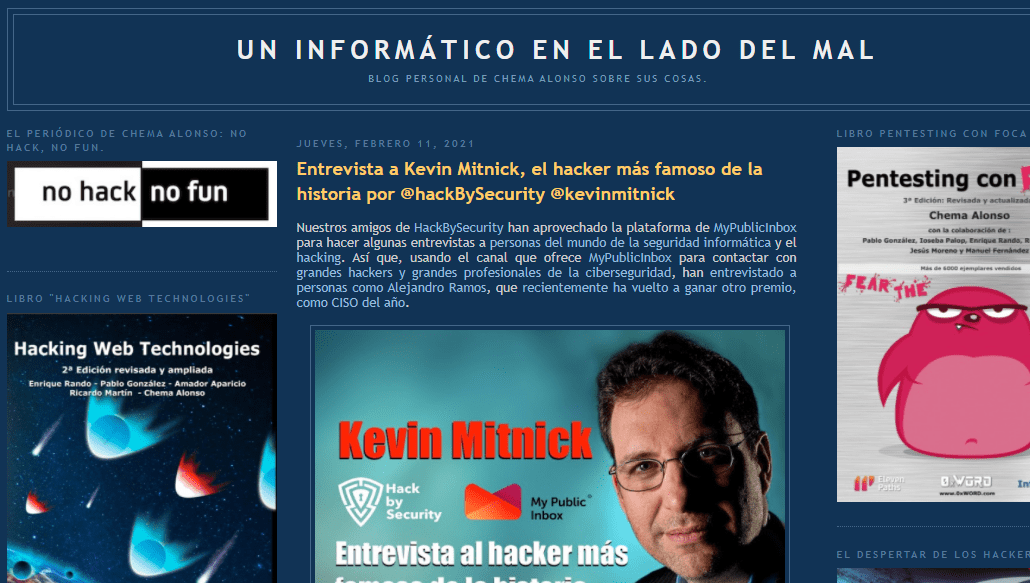 UN INFORMÁTICO EN EL LADO DEL MAL
BLOG PERSONAL DE CHEMA ALONSO SOBRE SUS COSAS.
EL PERIÓDICO DE CHEMA ALONSO: NO
HACK, NO FUN.
no hack no fun
LIBRO "HACKING WEB TECHNOLOGIES"
Hacking Web Technologies
2ª Edición revisada y ampliada
Enrique Rando - Pablo González - Amador Aparicio
Ricardo Martín - Chema Alonso
JUEVES, FEBRERO 11, 2021
Entrevista a Kevin Mitnick, el hacker más famoso de la
historia por @hackBySecurity @kevinmitnick
Nuestros amigos de HackBySecurity han aprovechado la plataforma de MyPublicInbox
para hacer algunas entrevistas a personas del mundo de la seguridad informática y el
hacking. Así que, usando el canal que ofrece MyPublicInbox para contactar con
grandes hackers y grandes profesionales de la ciberseguridad, han entrevistado a
personas como Alejandro Ramos, que recientemente ha vuelto a ganar otro premio,
como CISO del año.
Kevin Mitnick
Hack
by
Security
My Public
Inbox
Entrevista al hacker más
famoso de la historia
LIBRO PENTESTING CON FOCA
Pentesting con
3ª Edición: Revisada y actualizada
Chema Alonso
con la colaboración de :
Pablo González, Ioseba Palop, Enrique Rando, R
Jesús Moreno y Manuel Fernández
Más de 6000 ejemplares vendidos
FEAR THE
Eleven
Paths
0xWORD
www.0xWORD.com
EL DESPERTAR DE LOS HACKER